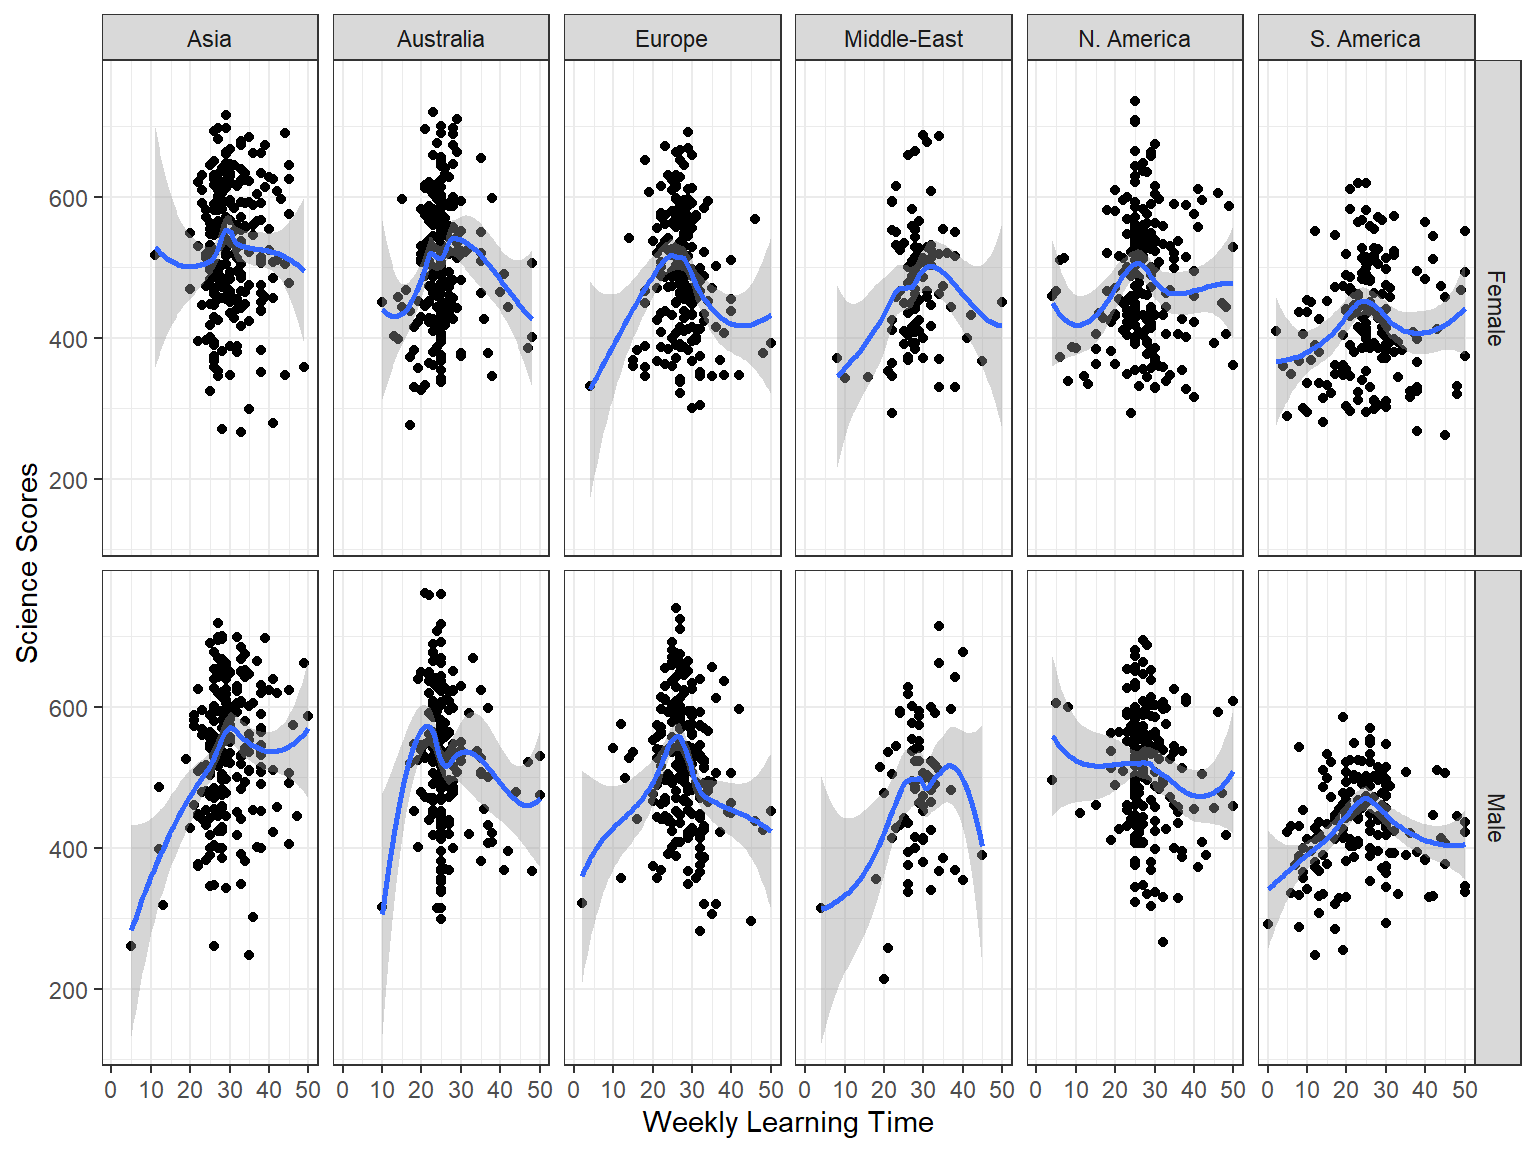 Asia Australia Europe Middle-East N. America S. America
600
400
200
Female
Science Scores
600
400
200
Male
0 10 20 30 40 50 0 10 20 30 40 50 0 10 20 30 40 50 0 10 20 30 40 50 0 10 20 30 40 50 0 10 20 30 40 50
Weekly Learning Time